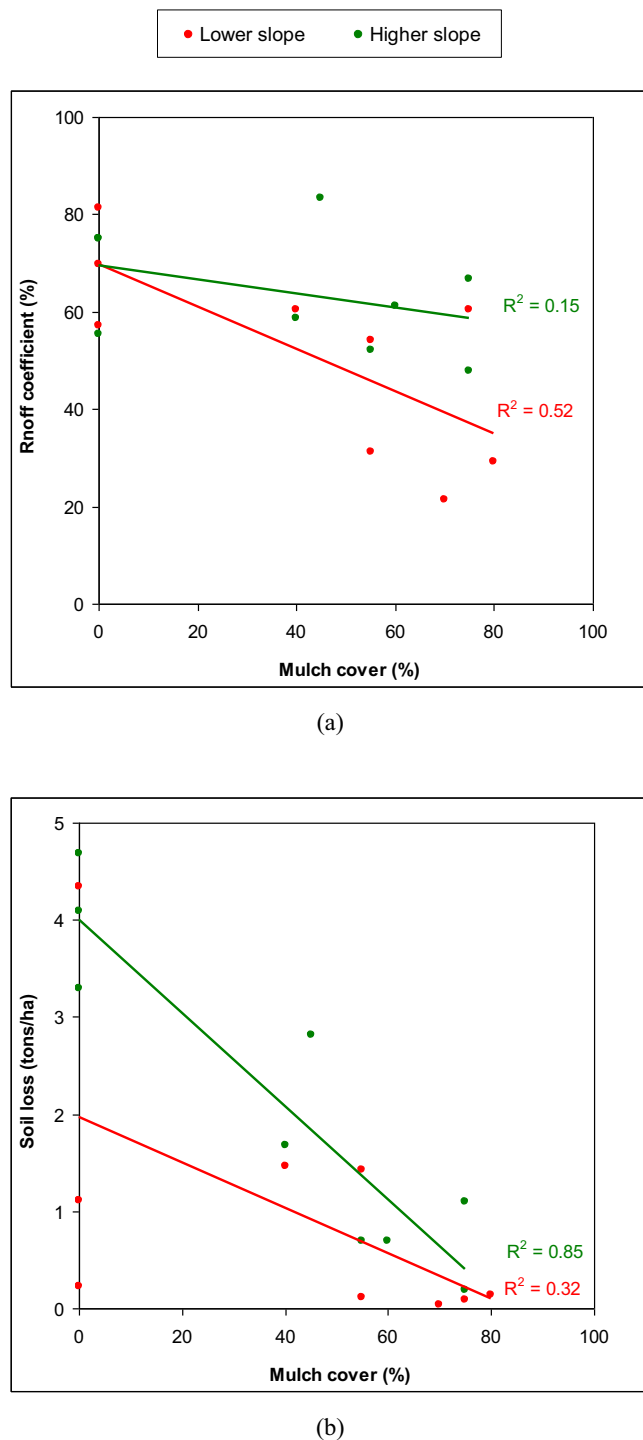 Lower slope Higher slope
100
80
60
40
20
0
Rnoff coefficient (%)
R² = 0.15
R² = 0.52
0 20 40 60 80 100
Mulch cover (%)
(a)
5
4
3
2
1
0
Soil loss (tons/ha)
R² = 0.85
R² = 0.32
0 20 40 60 80 100
Mulch cover (%)
(b)